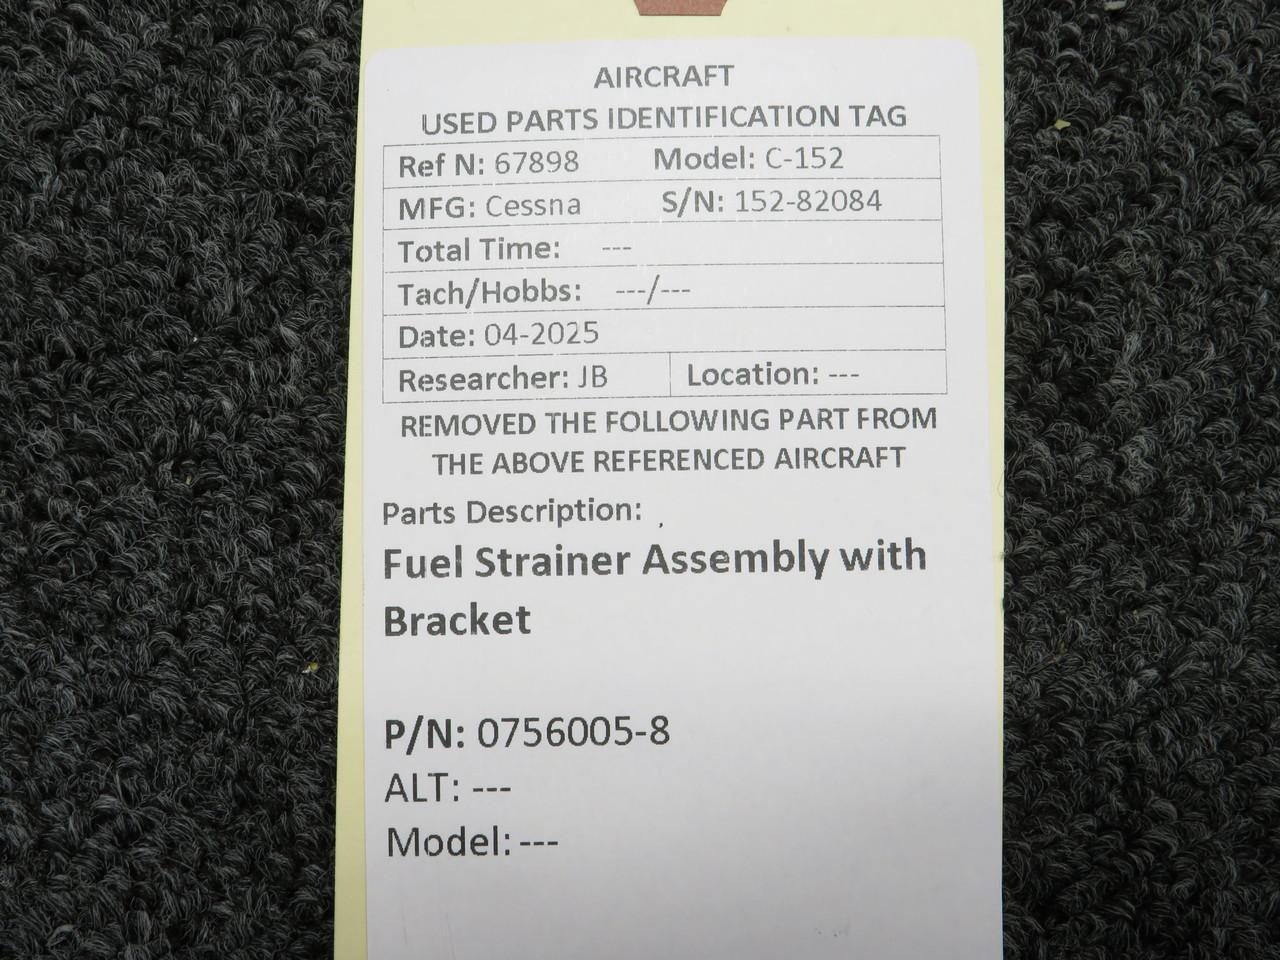 AIRCRAFT
USED PARTS IDENTIFICATION TAG
Ref N: 67898 Model: C-152
MFG: Cessna S/N: 152-82084
Total Time: ---
Tach/Hobbs: ---/---
Date: 04-2025
Researcher: JB Location: ---
REMOVED THE FOLLOWING PART FROM
THE ABOVE REFERENCED AIRCRAFT
Parts Description: ,
Fuel Strainer Assembly with
Bracket
P/N: 0756005-8
ALT: ---
Model: ---